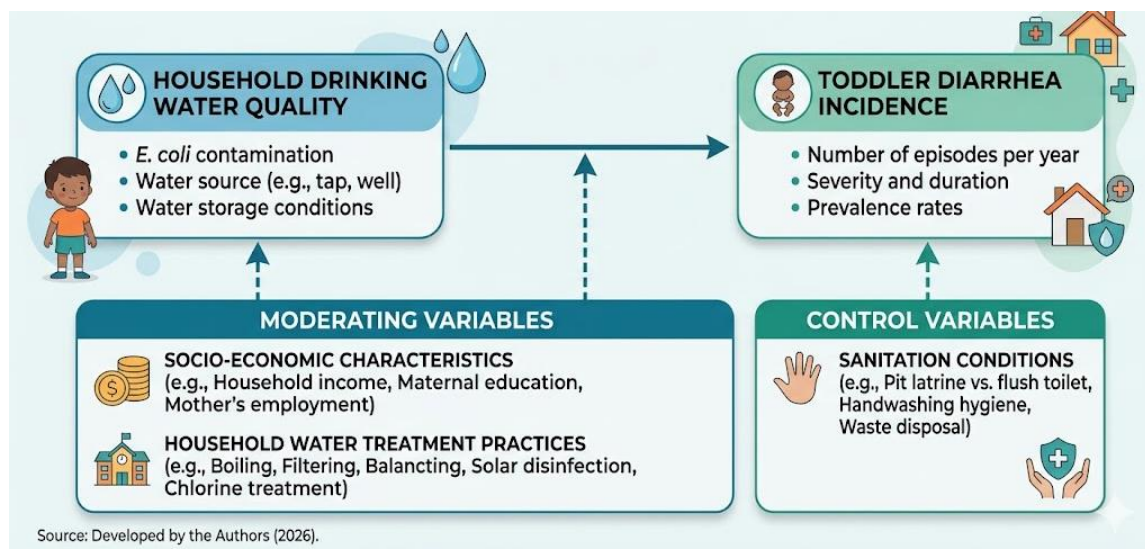 HOUSEHOLD DRINKING
WATER QUALITY
• E. coli contamination
• Water source (e.g., tap, well)
• Water storage conditions
TODDLER DIARRHEA
INCIDENCE
• Number of episodes per year
• Severity and duration
• Prevalence rates
MODERATING VARIABLES
SOCIO-ECONOMIC CHARACTERISTICS
(e.g., Household income, Maternal education,
Mother's employment)
HOUSEHOLD WATER TREATMENT PRACTICES
(e.g., Boiling, Filtering, Balancting, Solar disinfection,
Chlorine treatment)
CONTROL VARIABLES
SANITATION CONDITIONS
(e.g., Pit latrine vs. flush toilet,
Handwashing hygiene,
Waste disposal)
Source: Developed by the Authors (2026).